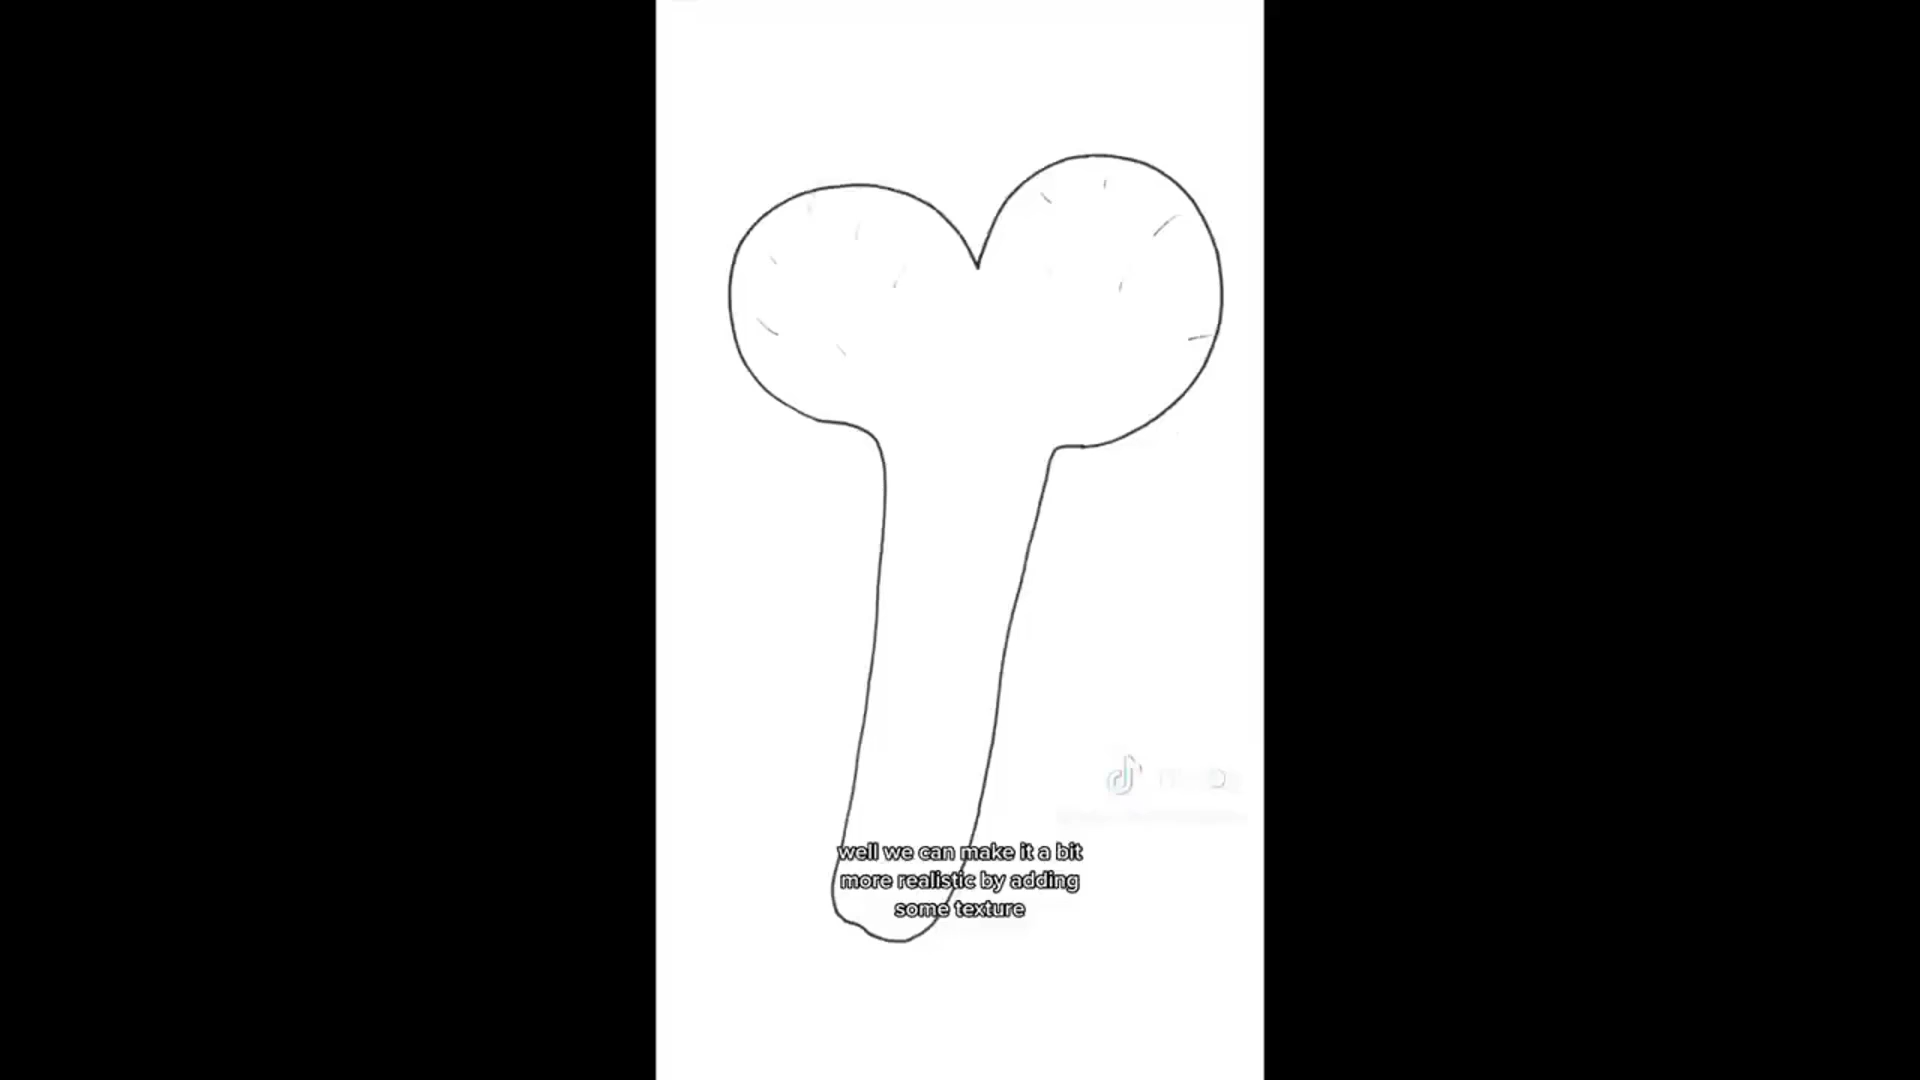 well we can make it a bit
more realistic by adding
some texture